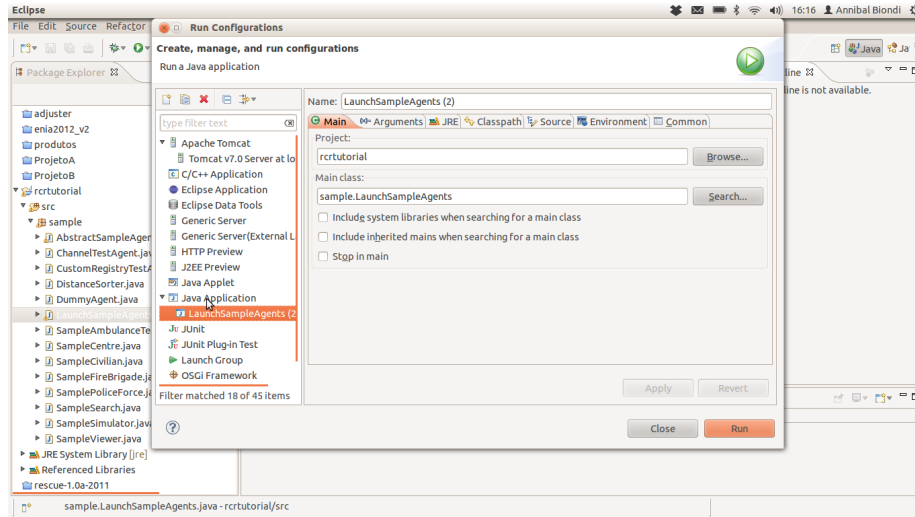 Eclipse
16:16 Annibal Biondi
File Edit Source Refactor
Java
Ja
Package Explorer
adjuster
enia2012_v2
produtos
ProjetoA
ProjetoB
rcrtutorial
src
sample
AbstractSampleAger
ChannelTestAgent.jav
CustomRegistryTestA
DistanceSorter.java
DummyAgent.java
LaunchSampleAgent
SampleAmbulanceTe
SampleCentre.java
SampleCivilian.java
SampleFireBrigade.ja
SamplePoliceForce.ja
SampleSearch.java
SampleSimulator.java
SampleViewer.java
JRE System Library [jre]
Referenced Libraries
rescue-1.0a-2011
Run Configurations
Create, manage, and run configurations
Run a Java application
type filter text
Apache Tomcat
Tomcat v7.0 Server at lo
C/C++ Application
Eclipse Application
Eclipse Data Tools
Generic Server
Generic Server(External L
HTTP Preview
J2EE Preview
Java Applet
Java Application
LaunchSampleAgents (2
JUnit
JUnit Plug-in Test
Launch Group
OSGi Framework
Filter matched 18 of 45 items
Name: LaunchSampleAgents (2)
Main Arguments JRE Classpath Source Environment Common
Project:
rcrtutorial
Browse...
Main class:
sample.LaunchSampleAgents
Search...
Include system libraries when searching for a main class
Include inherited mains when searching for a main class
Stop in main
Apply Revert
Close Run
line
line is not available.
sample.LaunchSampleAgents.java - rcrtutorial/src